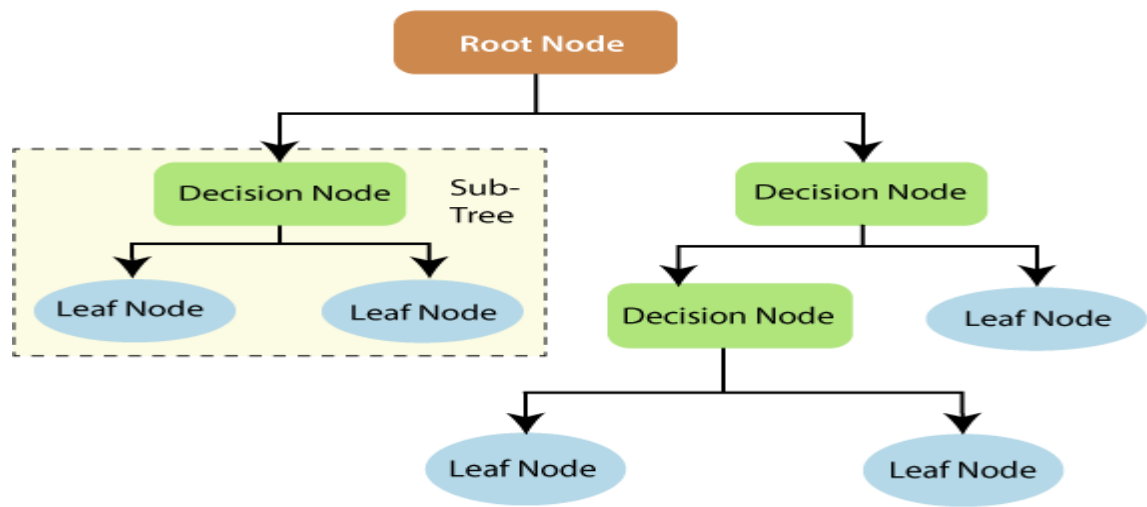 Root Node
Decision Node
Sub-
Tree
Decision Node
Leaf Node
Leaf Node
Decision Node
Leaf Node
Leaf Node
Leaf Node